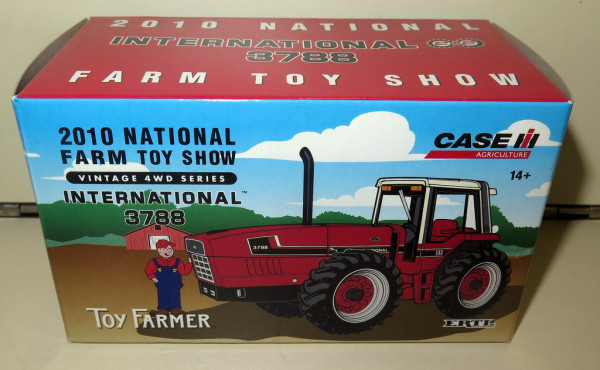 2010 NATIONAL
INTERNATIONAL
3788
FARM TOY SHOW
2010 NATIONAL
FARM TOY SHOW
VINTAGE 4WD SERIES
INTERNATIONAL™
3788
CASE IH
AGRICULTURE
14+
3788
INTERNATIONAL
TOY FARMER
ERTL